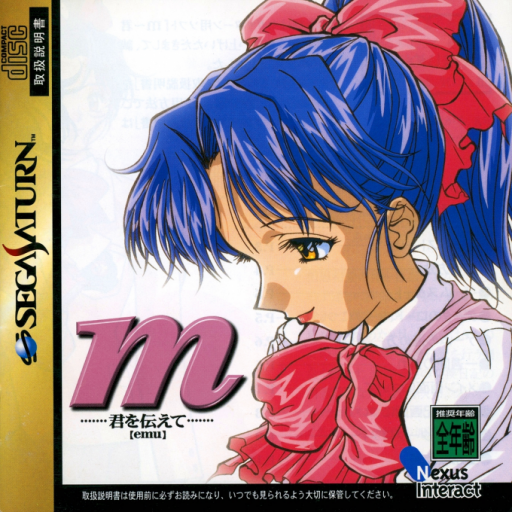 COMPACT
disc
取扱説明書
SEGA SATURN™
m
‥‥‥君を伝えて‥‥‥
【emu】
推奨年齢
全年齢
Nexus
Interact
取扱説明書は使用前に必ずお読みになり、いつでも見られるよう大切に保管してください。